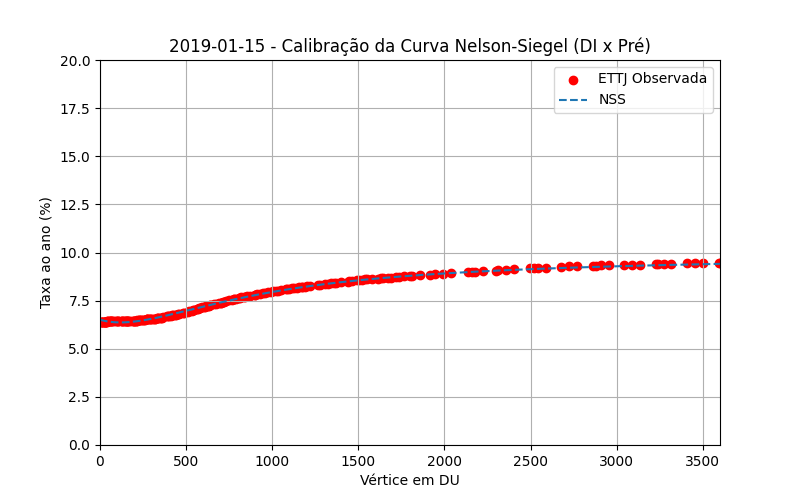 2019-01-15 - Calibração da Curva Nelson-Siegel (DI x Pré)
ETTJ Observada
NSS
Taxa ao ano (%)
20.0
17.5
15.0
12.5
10.0
7.5
5.0
2.5
0.0
0 500 1000 1500 2000 2500 3000 3500
Vértice em DU